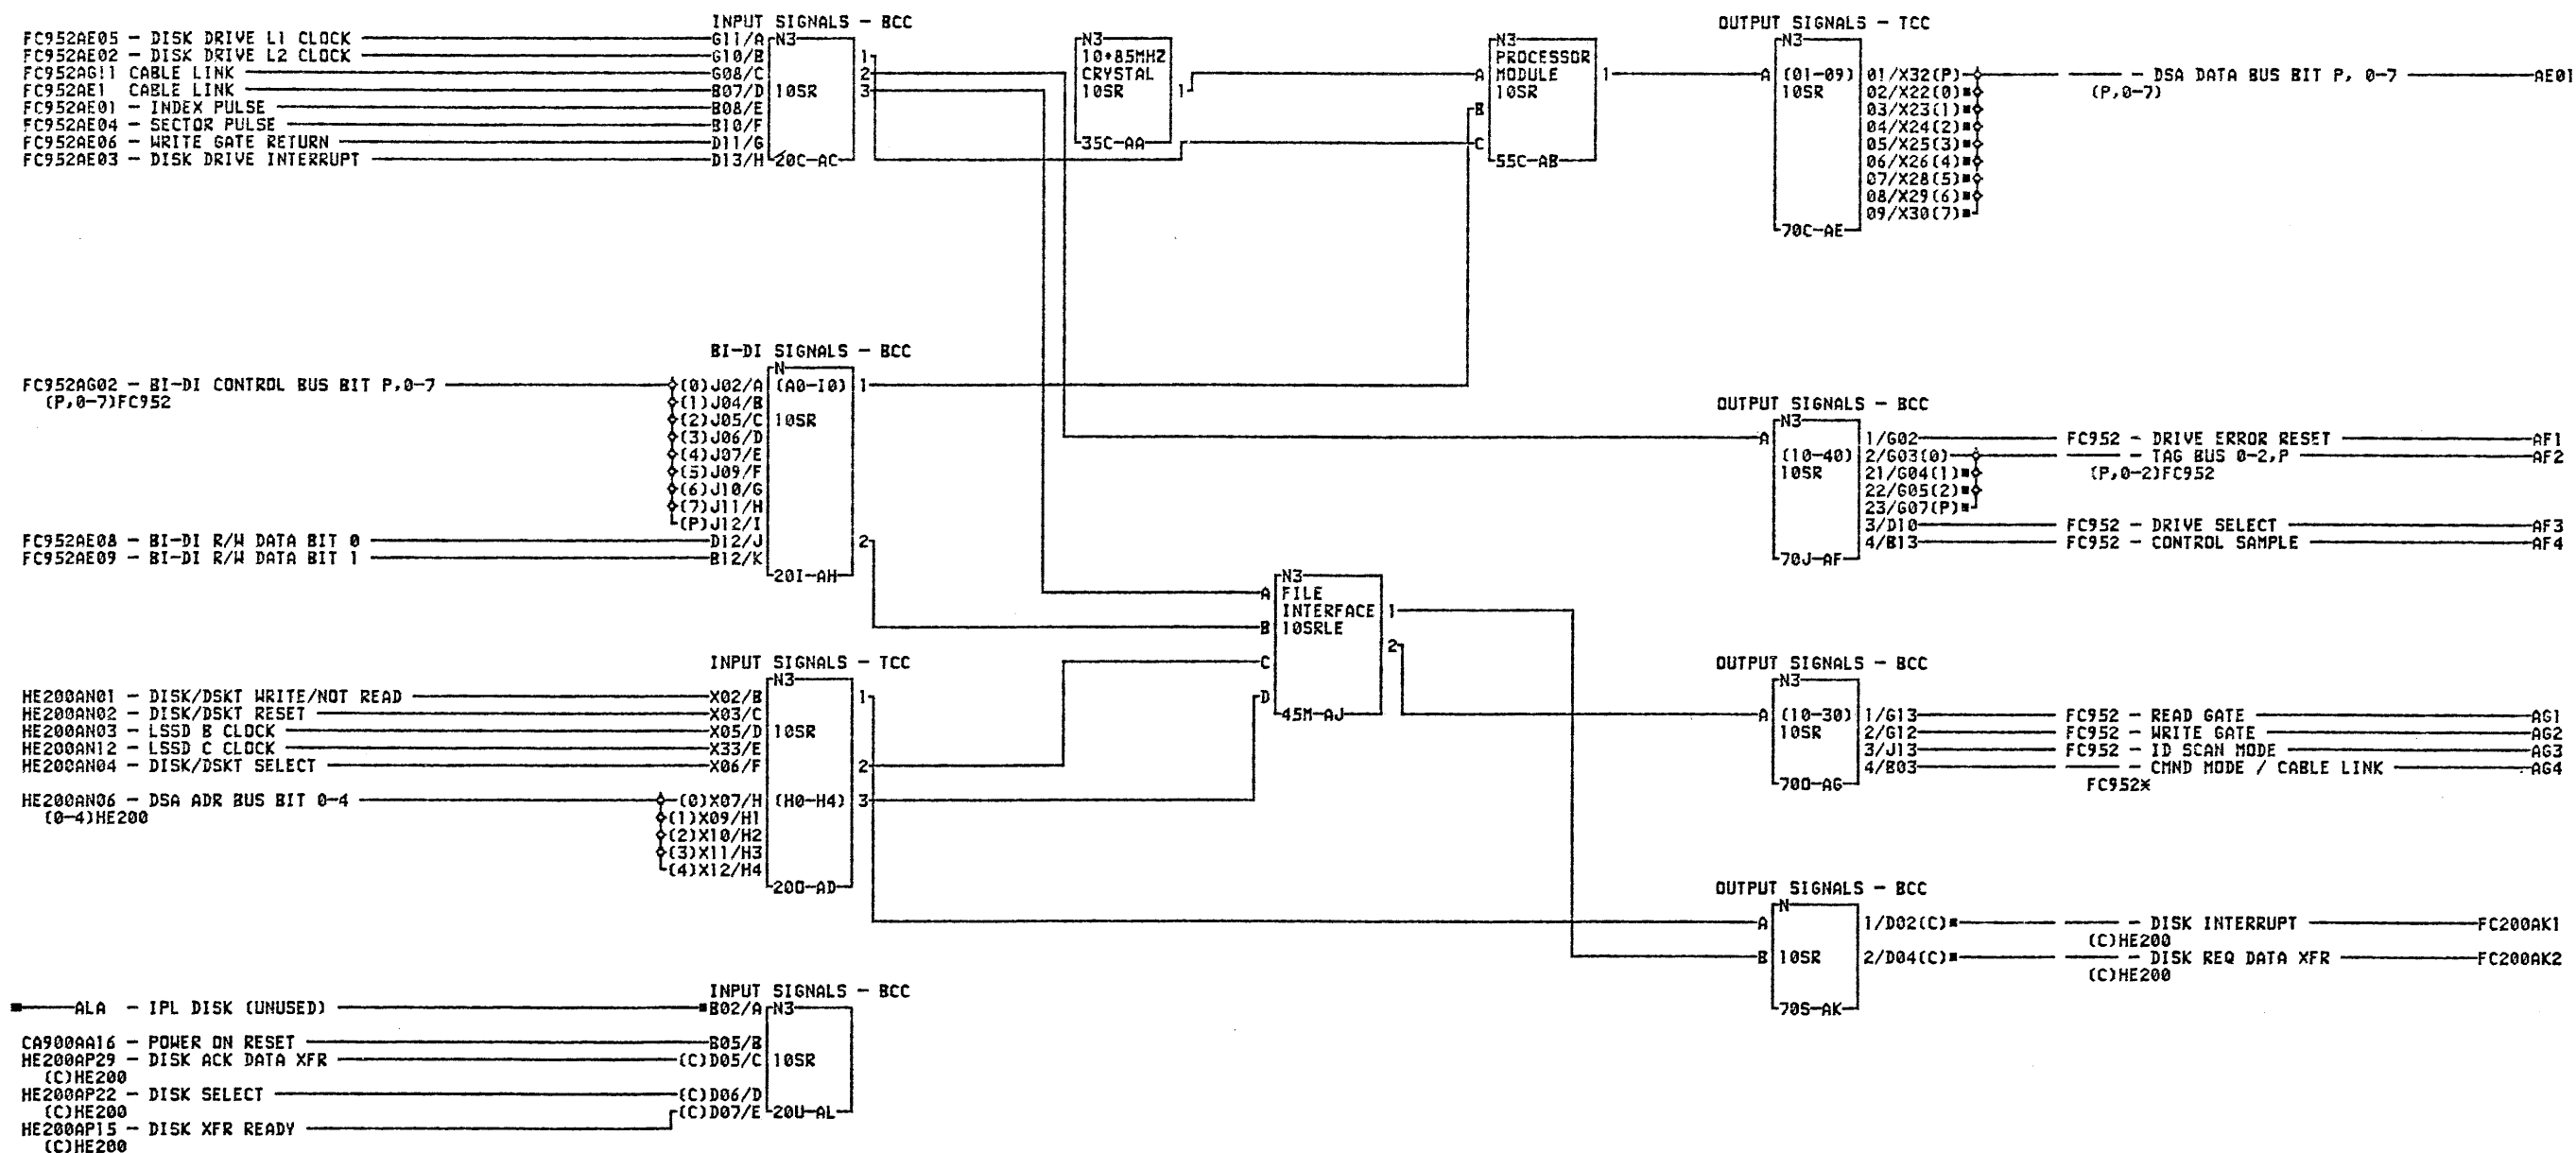 INPUT SIGNALS - BCC
FC952AE05 - DISK DRIVE L1 CLOCK G11/A
FC952AE02 - DISK DRIVE L2 CLOCK G10/B
FC952AG11 CABLE LINK G08/C
FC952AE1 CABLE LINK B07/D
FC952AE01 - INDEX PULSE B08/E
FC952AE04 - SECTOR PULSE B10/F
FC952AE06 - WRITE GATE RETURN D11/G
FC952AE03 - DISK DRIVE INTERRUPT D13/H
N3
10SR
20C-AC
1
2
3
N3
10+85MHZ
CRYSTAL
10SR 1
35C-AA
N3
PROCESSOR
A MODULE 1
10SR
B
C
55C-AB
OUTPUT SIGNALS - TCC
N3
A (01-09) 01/X32(P) - DSA DATA BUS BIT P, 0-7 AE01
10SR 02/X22(0) (P,0-7)
03/X23(1)
04/X24(2)
05/X25(3)
06/X26(4)
07/X28(5)
08/X29(6)
09/X30(7)
70C-AE
BI-DI SIGNALS - BCC
N
FC952AG02 - BI-DI CONTROL BUS BIT P,0-7 (0)J02/A (A0-I0) 1
(P,0-7)FC952 (1)J04/B
(2)J05/C 10SR
(3)J06/D
(4)J07/E
(5)J09/F
(6)J10/G
(7)J11/H
(P)J12/I
FC952AE08 - BI-DI R/W DATA BIT 0 D12/J 2
FC952AE09 - BI-DI R/W DATA BIT 1 B12/K
20I-AH
OUTPUT SIGNALS - BCC
N3
A 1/G02 FC952 - DRIVE ERROR RESET AF1
(10-40) 2/G03(0) - TAG BUS 0-2,P AF2
10SR 21/G04(1) (P,0-2)FC952
22/G05(2)
23/G07(P)
3/D10 FC952 - DRIVE SELECT AF3
4/B13 FC952 - CONTROL SAMPLE AF4
70J-AF
N3
A FILE
INTERFACE 1
B 10SRLE
2
C
D
45M-AJ
INPUT SIGNALS - TCC
N3
HE200AN01 - DISK/DSKT WRITE/NOT READ X02/B 1
HE200AN02 - DISK/DSKT RESET X03/C
HE200AN03 - LSSD B CLOCK X05/D 10SR
HE200AN12 - LSSD C CLOCK X33/E
HE200AN04 - DISK/DSKT SELECT X06/F 2
HE200AN06 - DSA ADR BUS BIT 0-4 (0)X07/H (H0-H4) 3
(0-4)HE200 (1)X09/H1
(2)X10/H2
(3)X11/H3
(4)X12/H4
20O-AD
OUTPUT SIGNALS - BCC
N3
A (10-30) 1/G13 FC952 - READ GATE AG1
10SR 2/G12 FC952 - WRITE GATE AG2
3/J13 FC952 - ID SCAN MODE AG3
4/B03 - CMND MODE / CABLE LINK AG4
70O-AG FC952*
OUTPUT SIGNALS - BCC
N
A 1/D02(C) - DISK INTERRUPT FC200AK1
(C)HE200
B 10SR 2/D04(C) - DISK REQ DATA XFR FC200AK2
(C)HE200
70S-AK
INPUT SIGNALS - BCC
ALA - IPL DISK (UNUSED) B02/A N3
CA900AA16 - POWER ON RESET B05/B
HE200AP29 - DISK ACK DATA XFR (C)D05/C 10SR
(C)HE200
HE200AP22 - DISK SELECT (C)D06/D
(C)HE200 (C)D07/E 20U-AL
HE200AP15 - DISK XFR READY
(C)HE200